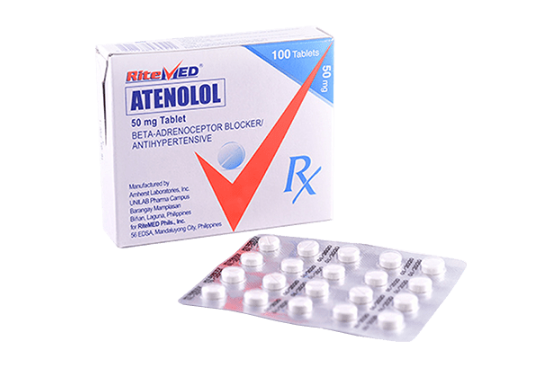 100 Tablets
50 mg
RiteMED®
ATENOLOL
50 mg Tablet
BETA-ADRENOCEPTOR BLOCKER/
ANTIHYPERTENSIVE
Rx
Manufactured by
Amherst Laboratories, Inc.
UNILAB Pharma Campus
Barangay Mamplasan
Biñan, Laguna, Philippines
for RiteMED Phils., Inc.
56 EDSA, Mandaluyong City, Philippines